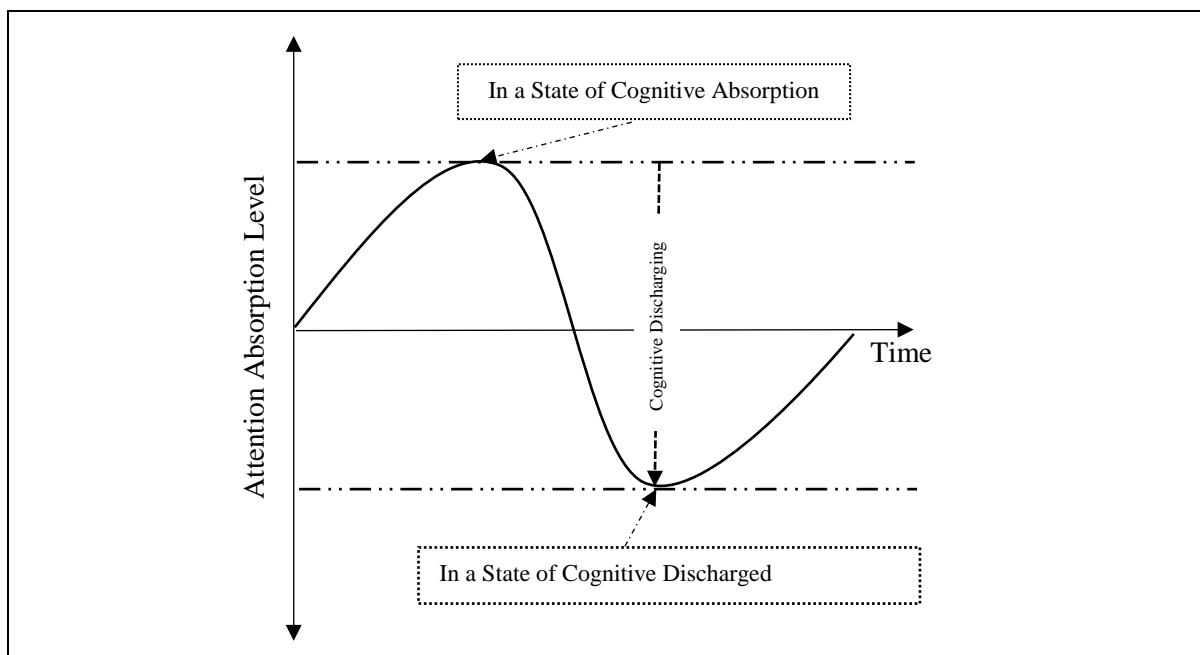 In a State of Cognitive Absorption
Attention Absorption Level
Cognitive Discharging
Time
In a State of Cognitive Discharged